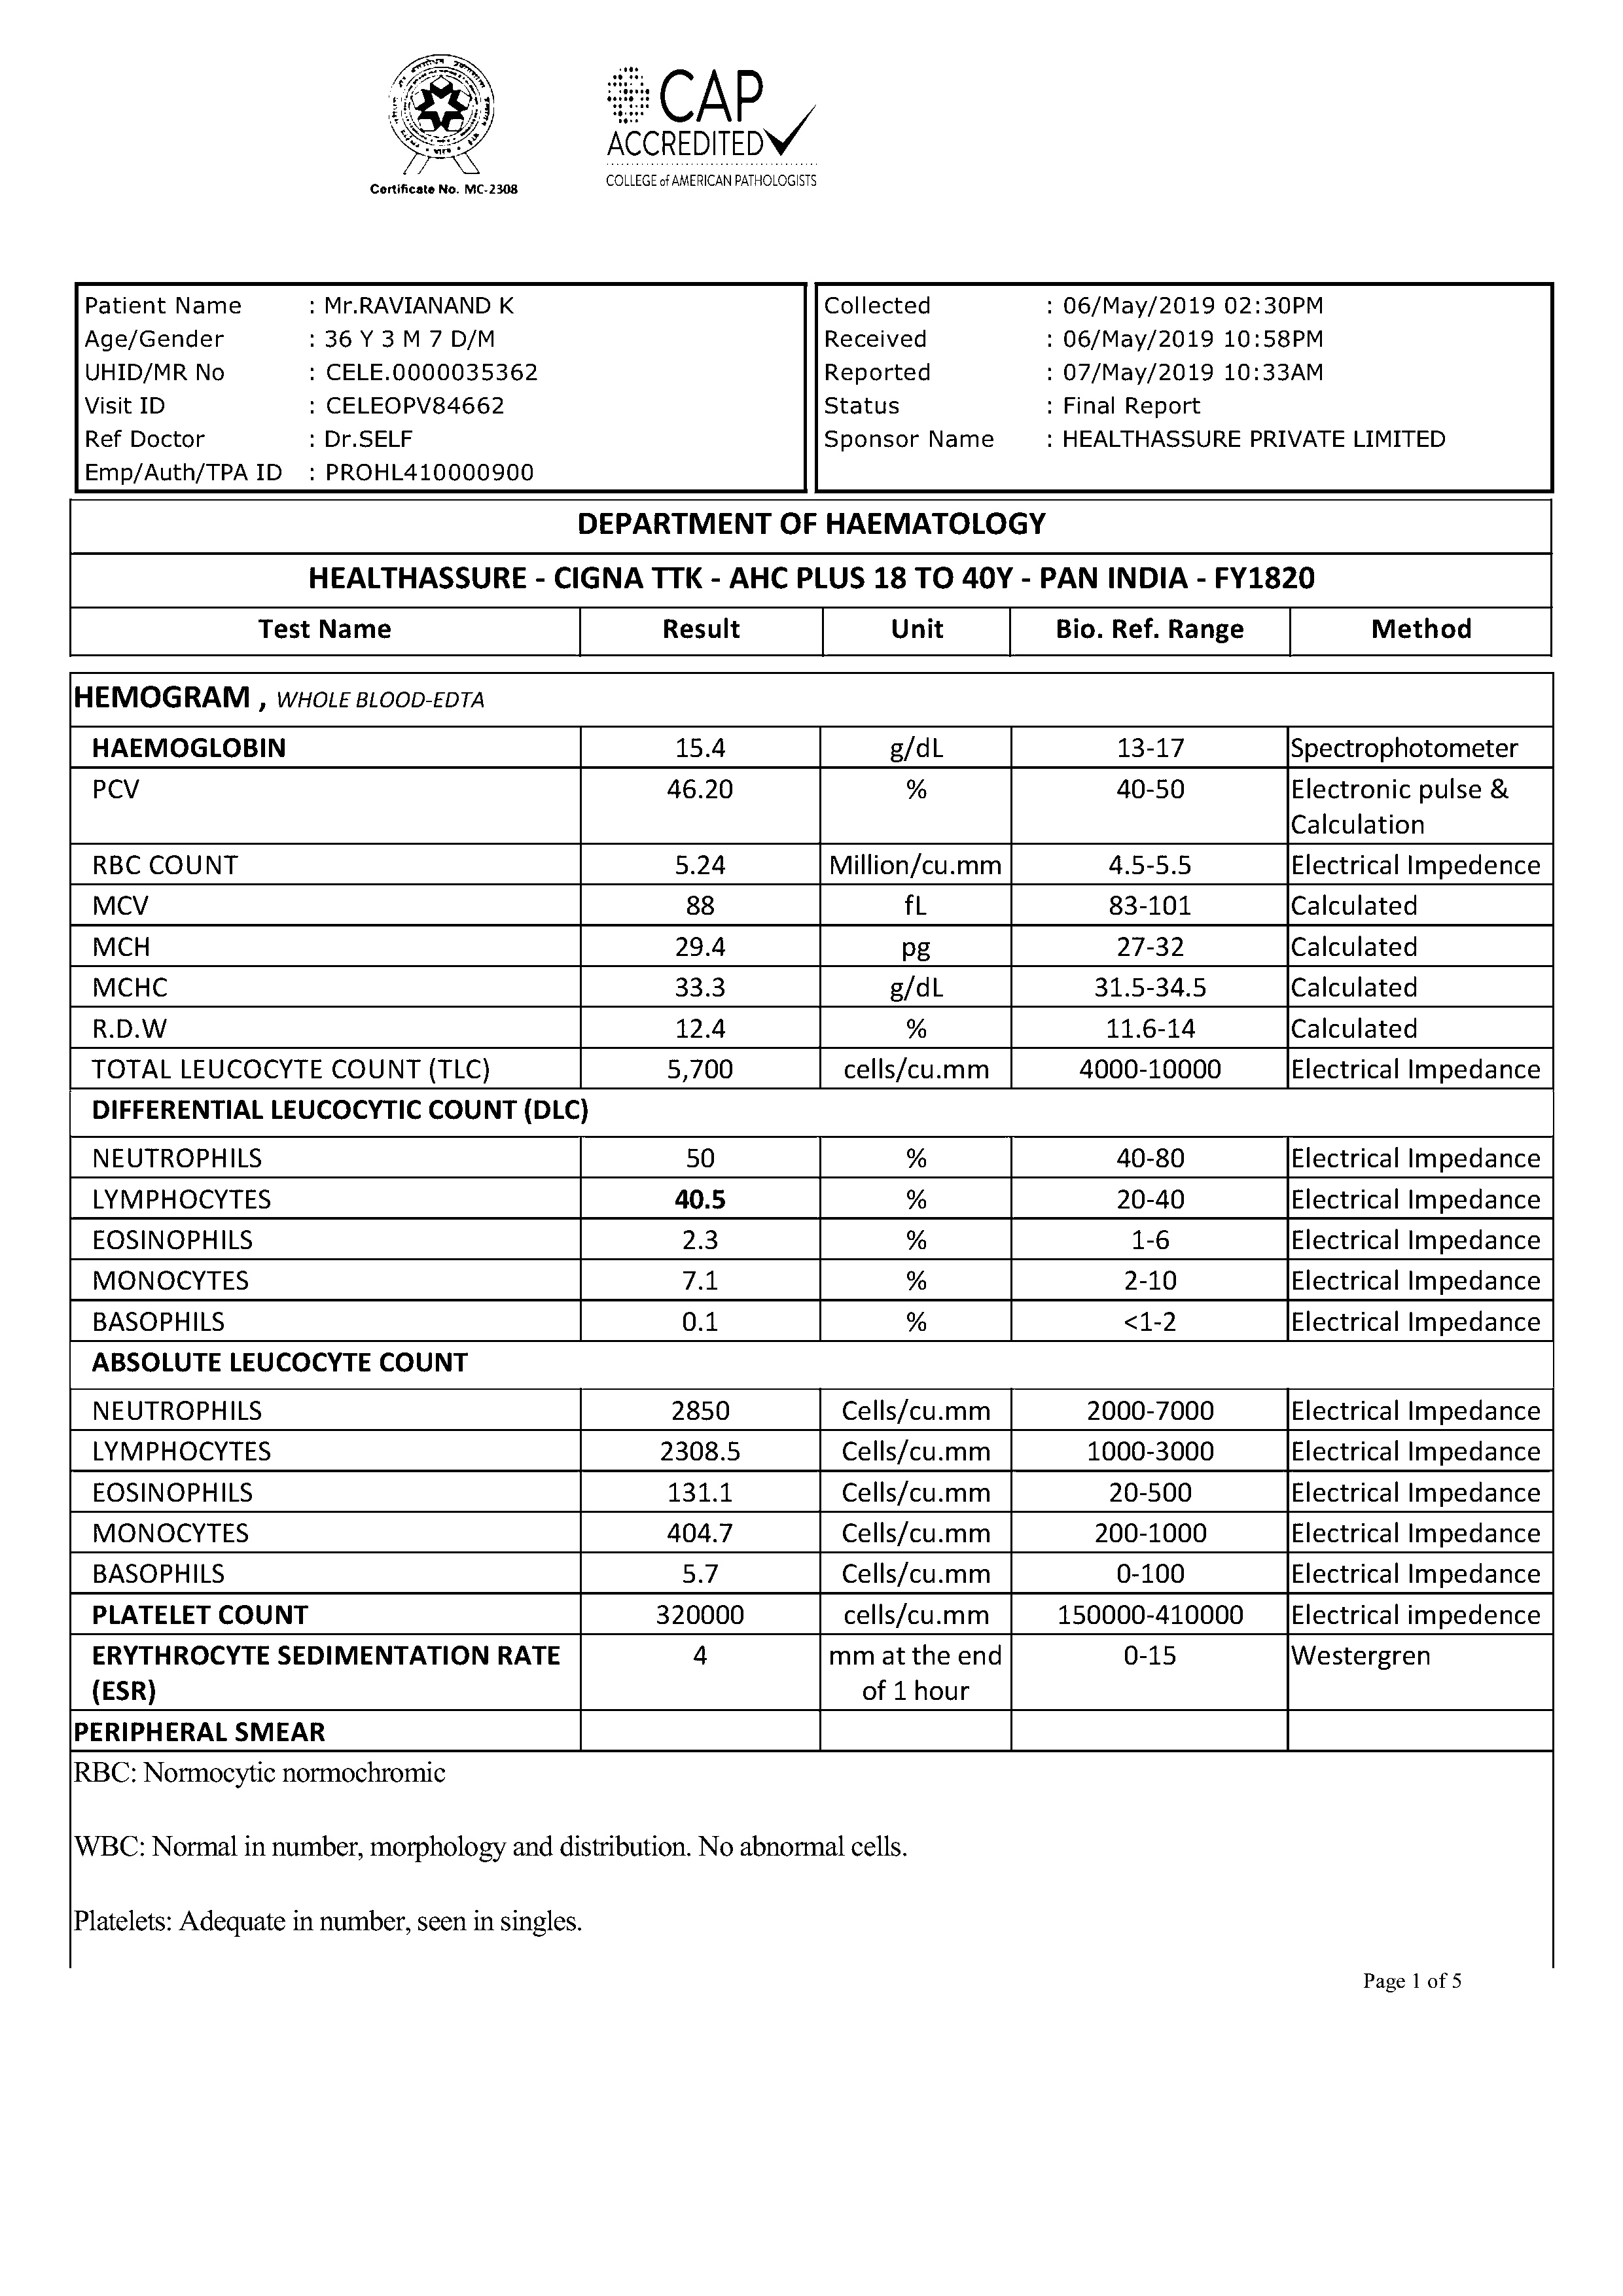 Certificate No. MC-2308
CAP
ACCREDITED
COLLEGE of AMERICAN PATHOLOGISTS
Patient Name : Mr.RAVIANAND K
Age/Gender : 36 Y 3 M 7 D/M
UHID/MR No : CELE.0000035362
Visit ID : CELEOPV84662
Ref Doctor : Dr.SELF
Emp/Auth/TPA ID : PROHL410000900
Collected : 06/May/2019 02:30PM
Received : 06/May/2019 10:58PM
Reported : 07/May/2019 10:33AM
Status : Final Report
Sponsor Name : HEALTHASSURE PRIVATE LIMITED
DEPARTMENT OF HAEMATOLOGY
HEALTHASSURE - CIGNA TTK - AHC PLUS 18 TO 40Y - PAN INDIA - FY1820
Test Name Result Unit Bio. Ref. Range Method
HEMOGRAM , WHOLE BLOOD-EDTA
HAEMOGLOBIN 15.4 g/dL 13-17 Spectrophotometer
PCV 46.20 % 40-50 Electronic pulse &
Calculation
RBC COUNT 5.24 Million/cu.mm 4.5-5.5 Electrical Impedence
MCV 88 fL 83-101 Calculated
MCH 29.4 pg 27-32 Calculated
MCHC 33.3 g/dL 31.5-34.5 Calculated
R.D.W 12.4 % 11.6-14 Calculated
TOTAL LEUCOCYTE COUNT (TLC) 5,700 cells/cu.mm 4000-10000 Electrical Impedance
DIFFERENTIAL LEUCOCYTIC COUNT (DLC)
NEUTROPHILS 50 % 40-80 Electrical Impedance
LYMPHOCYTES 40.5 % 20-40 Electrical Impedance
EOSINOPHILS 2.3 % 1-6 Electrical Impedance
MONOCYTES 7.1 % 2-10 Electrical Impedance
BASOPHILS 0.1 % <1-2 Electrical Impedance
ABSOLUTE LEUCOCYTE COUNT
NEUTROPHILS 2850 Cells/cu.mm 2000-7000 Electrical Impedance
LYMPHOCYTES 2308.5 Cells/cu.mm 1000-3000 Electrical Impedance
EOSINOPHILS 131.1 Cells/cu.mm 20-500 Electrical Impedance
MONOCYTES 404.7 Cells/cu.mm 200-1000 Electrical Impedance
BASOPHILS 5.7 Cells/cu.mm 0-100 Electrical Impedance
PLATELET COUNT 320000 cells/cu.mm 150000-410000 Electrical impedence
ERYTHROCYTE SEDIMENTATION RATE 4 mm at the end 0-15 Westergren
(ESR) of 1 hour
PERIPHERAL SMEAR
RBC: Normocytic normochromic
WBC: Normal in number, morphology and distribution. No abnormal cells.
Platelets: Adequate in number, seen in singles.
Page 1 of 5